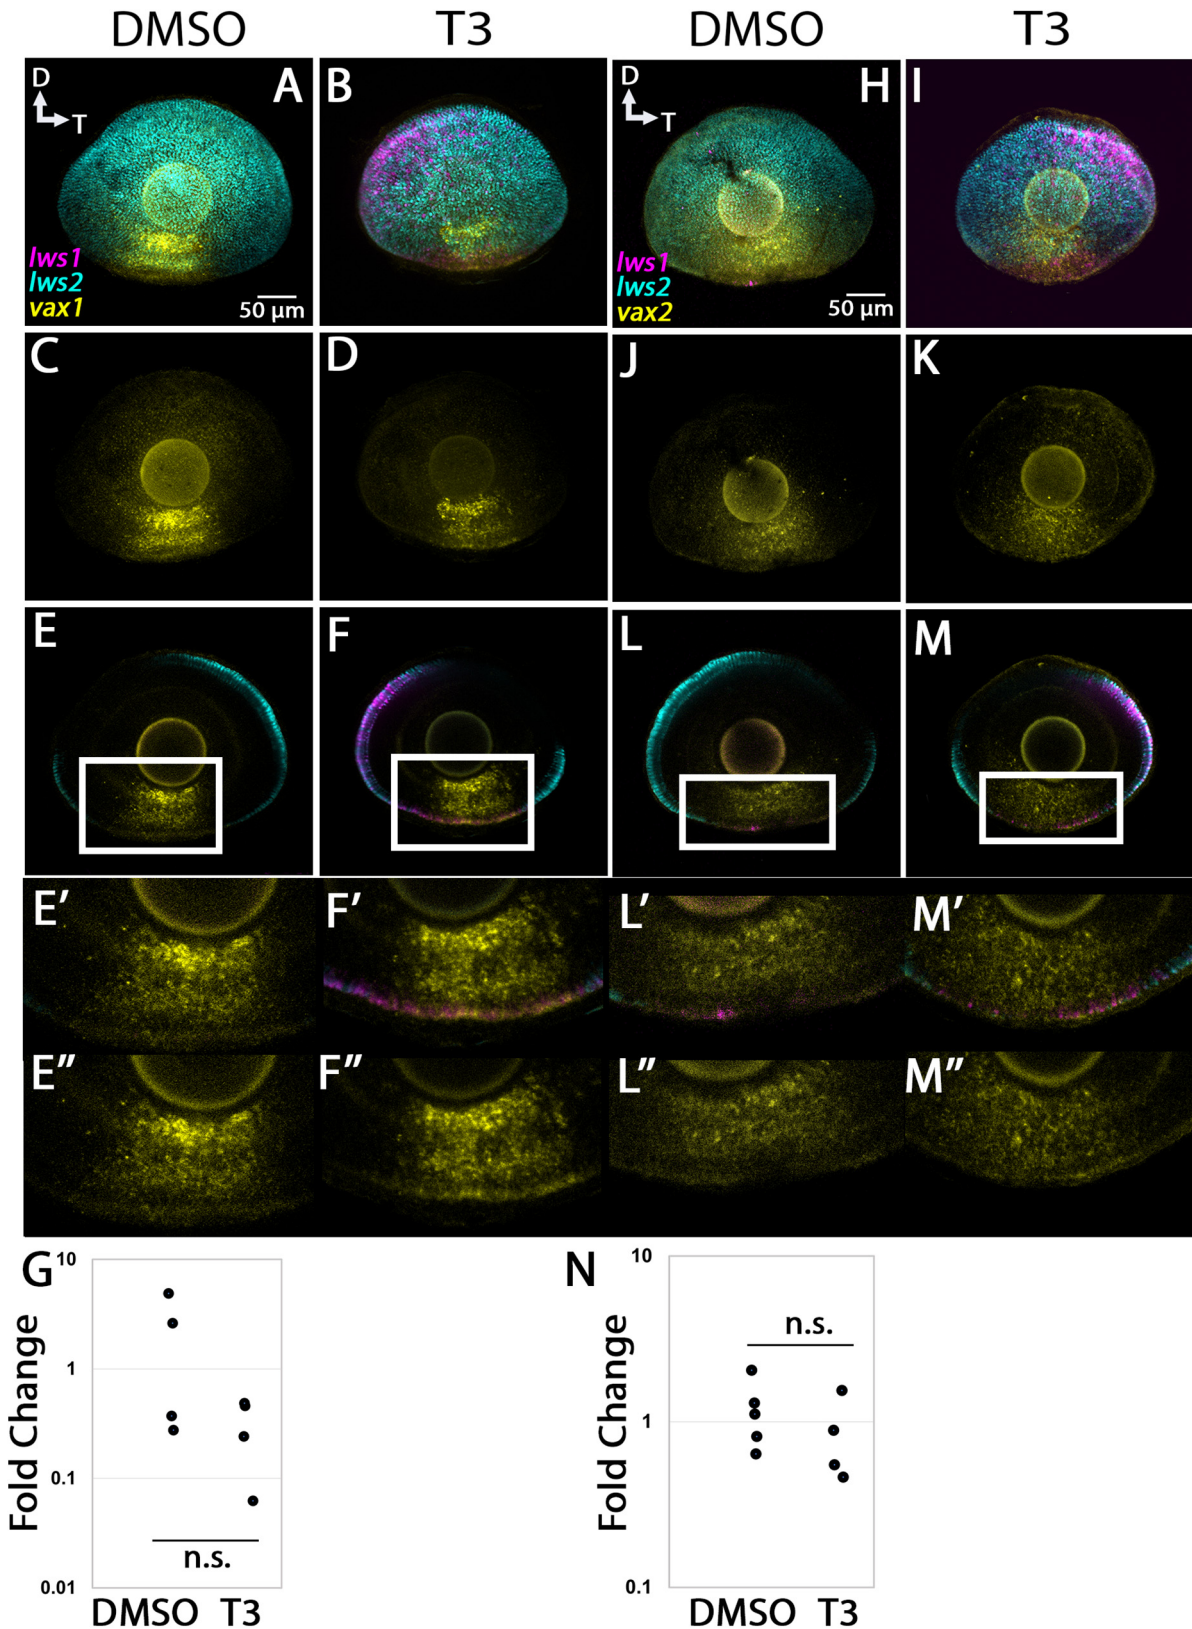 DMSO T3 DMSO T3
D T A B D T H I
lws1
lws2
vax1
50 µm
lws1
lws2
vax2
50 µm
C D J K
E F L M
E′ F′ L′ M′
E″ F″ L″ M″
G
Fold Change
10
1
0.1
0.01
n.s.
DMSO T3
N
Fold Change
10
1
0.1
n.s.
DMSO T3